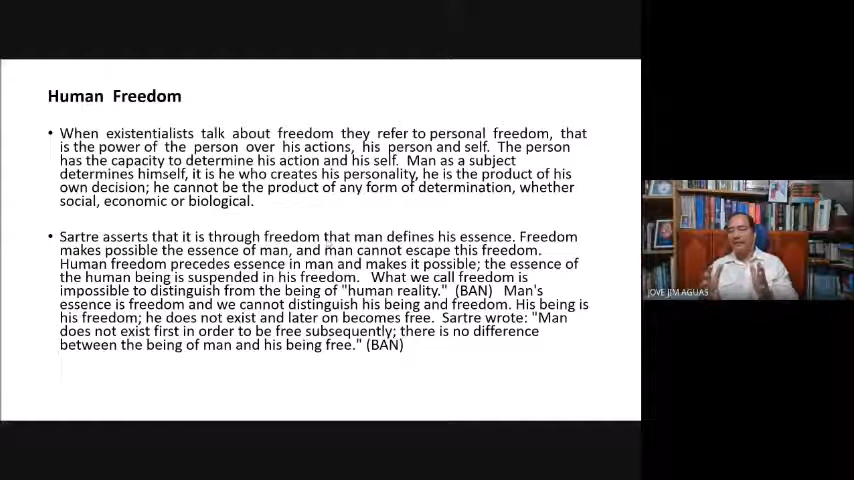 Human Freedom
• When existentialists talk about freedom they refer to personal freedom, that
is the power of the person over his actions, his person and self. The person
has the capacity to determine his action and his self. Man as a subject
determines himself, it is he who creates his personality, he is the product of his
own decision; he cannot be the product of any form of determination, whether
social, economic or biological.
• Sartre asserts that it is through freedom that man defines his essence. Freedom
makes possible the essence of man, and man cannot escape this freedom.
Human freedom precedes essence in man and makes it possible; the essence of
the human being is suspended in his freedom. What we call freedom is
impossible to distinguish from the being of "human reality." (BAN) Man's
essence is freedom and we cannot distinguish his being and freedom. His being is
his freedom; he does not exist and later on becomes free. Sartre wrote: "Man
does not exist first in order to be free subsequently; there is no difference
between the being of man and his being free." (BAN)
JOVE JIM AGUAS